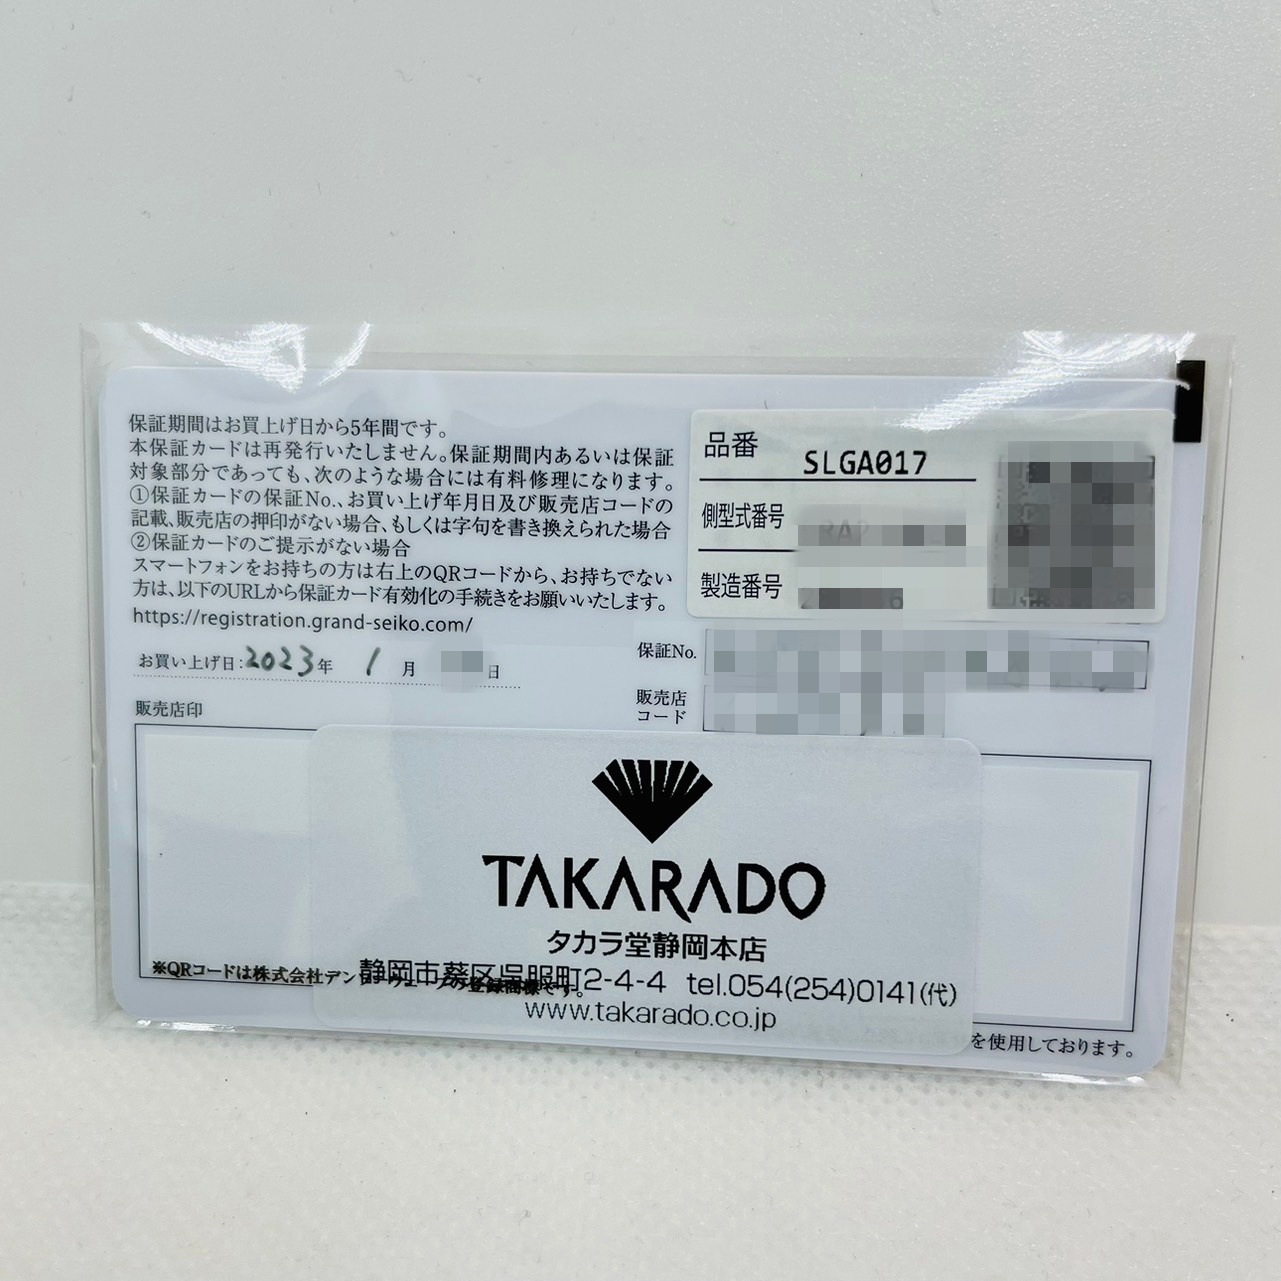 保証期間はお買上げ日から5年間です。
本保証カードは再発行いたしません。保証期間内あるいは保証
対象部分であっても、次のような場合には有料修理になります。
①保証カードの保証No.、お買い上げ年月日及び販売店コードの
記載、販売店の押印がない場合、もしくは字句を書き換えられた場合
②保証カードのご提示がない場合
スマートフォンをお持ちの方は右上のQRコードから、お持ちでない
方は、以下のURLから保証カード有効化の手続きをお願いいたします。
https://registration.grand-seiko.com/
お買い上げ日:2023年 1月 日
販売店印
品番 SLGA017
側型式番号
製造番号
保証No.
販売店
コード
TAKARADO
タカラ堂静岡本店
静岡市葵区呉服町2-4-4 tel.054(254)0141(代)
www.takarado.co.jp
※QRコードは株式会社デンソーウェーブの登録商標です。
を使用しております。